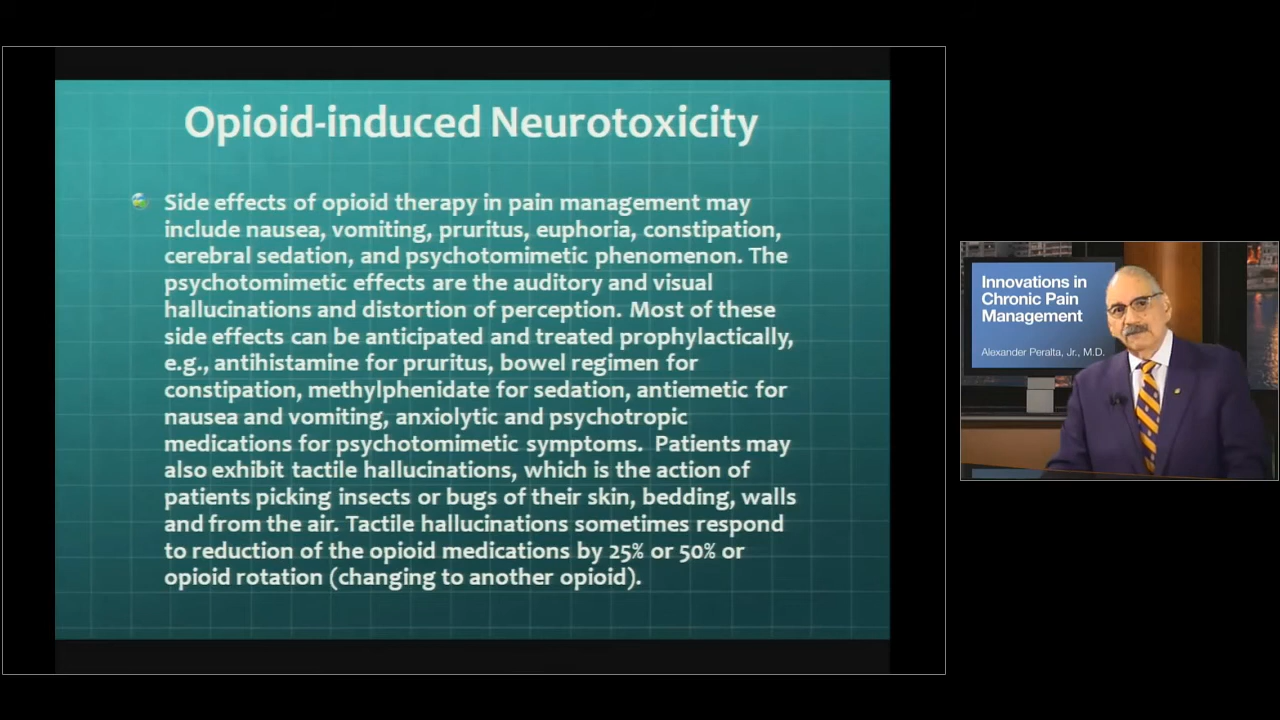 Opioid-induced Neurotoxicity
Side effects of opioid therapy in pain management may
include nausea, vomiting, pruritus, euphoria, constipation,
cerebral sedation, and psychotomimetic phenomenon. The
psychotomimetic effects are the auditory and visual
hallucinations and distortion of perception. Most of these
side effects can be anticipated and treated prophylactically,
e.g., antihistamine for pruritus, bowel regimen for
constipation, methylphenidate for sedation, antiemetic for
nausea and vomiting, anxiolytic and psychotropic
medications for psychotomimetic symptoms. Patients may
also exhibit tactile hallucinations, which is the action of
patients picking insects or bugs of their skin, bedding, walls
and from the air. Tactile hallucinations sometimes respond
to reduction of the opioid medications by 25% or 50% or
opioid rotation (changing to another opioid).
Innovations in
Chronic Pain
Management
Alexander Peralta, Jr., M.D.